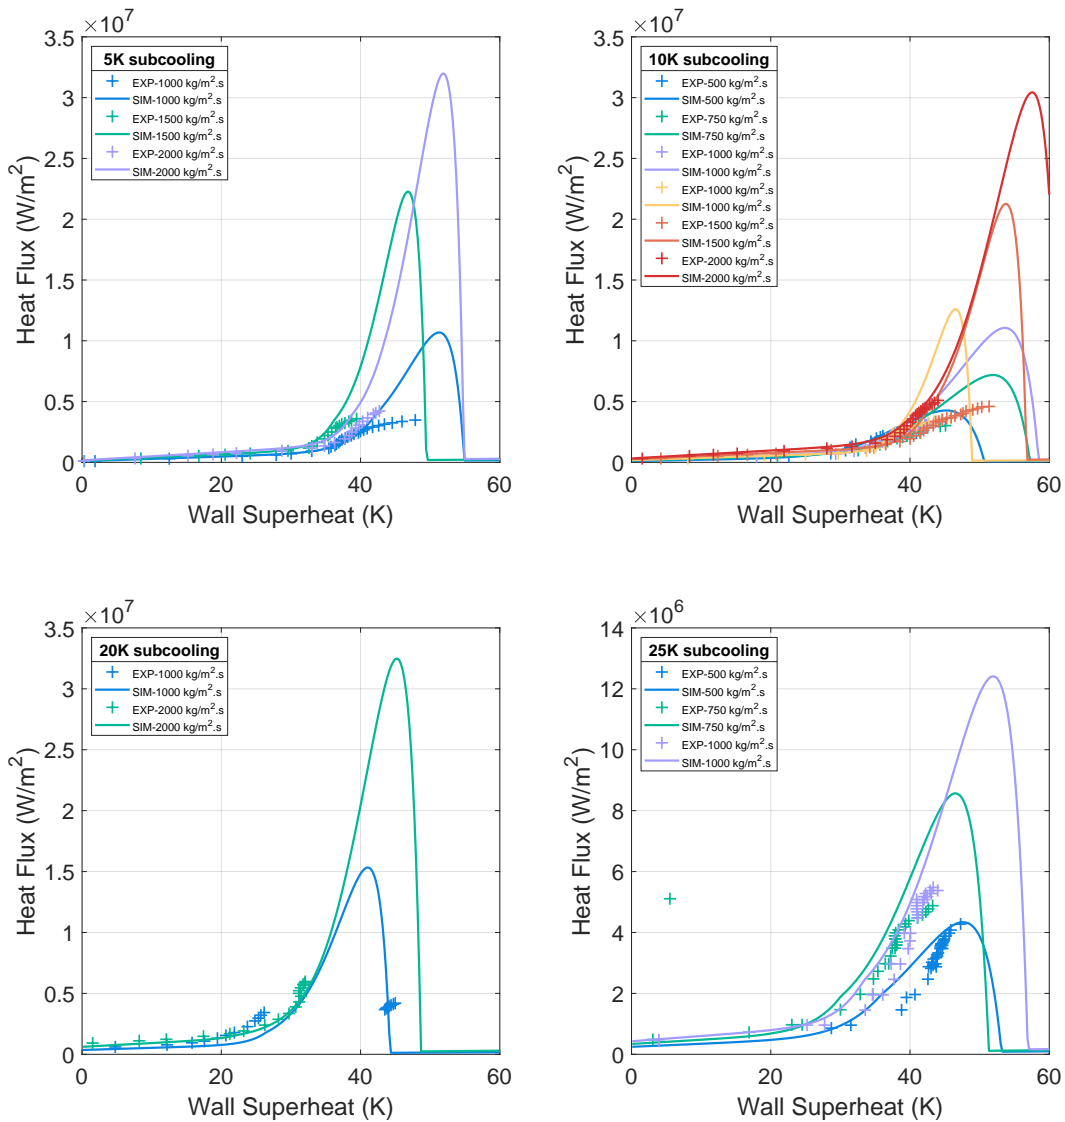 ×10^7
3.5
3
2.5
2
1.5
1
0.5
0
0 20 40 60
Heat Flux (W/m^2)
Wall Superheat (K)
5K subcooling
EXP-1000 kg/m^2.s
SIM-1000 kg/m^2.s
EXP-1500 kg/m^2.s
SIM-1500 kg/m^2.s
EXP-2000 kg/m^2.s
SIM-2000 kg/m^2.s
×10^7
3.5
3
2.5
2
1.5
1
0.5
0
0 20 40 60
Heat Flux (W/m^2)
Wall Superheat (K)
10K subcooling
EXP-500 kg/m^2.s
SIM-500 kg/m^2.s
EXP-750 kg/m^2.s
SIM-750 kg/m^2.s
EXP-1000 kg/m^2.s
SIM-1000 kg/m^2.s
EXP-1000 kg/m^2.s
SIM-1000 kg/m^2.s
EXP-1500 kg/m^2.s
SIM-1500 kg/m^2.s
EXP-2000 kg/m^2.s
SIM-2000 kg/m^2.s
×10^7
3.5
3
2.5
2
1.5
1
0.5
0
0 20 40 60
Heat Flux (W/m^2)
Wall Superheat (K)
20K subcooling
EXP-1000 kg/m^2.s
SIM-1000 kg/m^2.s
EXP-2000 kg/m^2.s
SIM-2000 kg/m^2.s
×10^6
14
12
10
8
6
4
2
0
0 20 40 60
Heat Flux (W/m^2)
Wall Superheat (K)
25K subcooling
EXP-500 kg/m^2.s
SIM-500 kg/m^2.s
EXP-750 kg/m^2.s
SIM-750 kg/m^2.s
EXP-1000 kg/m^2.s
SIM-1000 kg/m^2.s